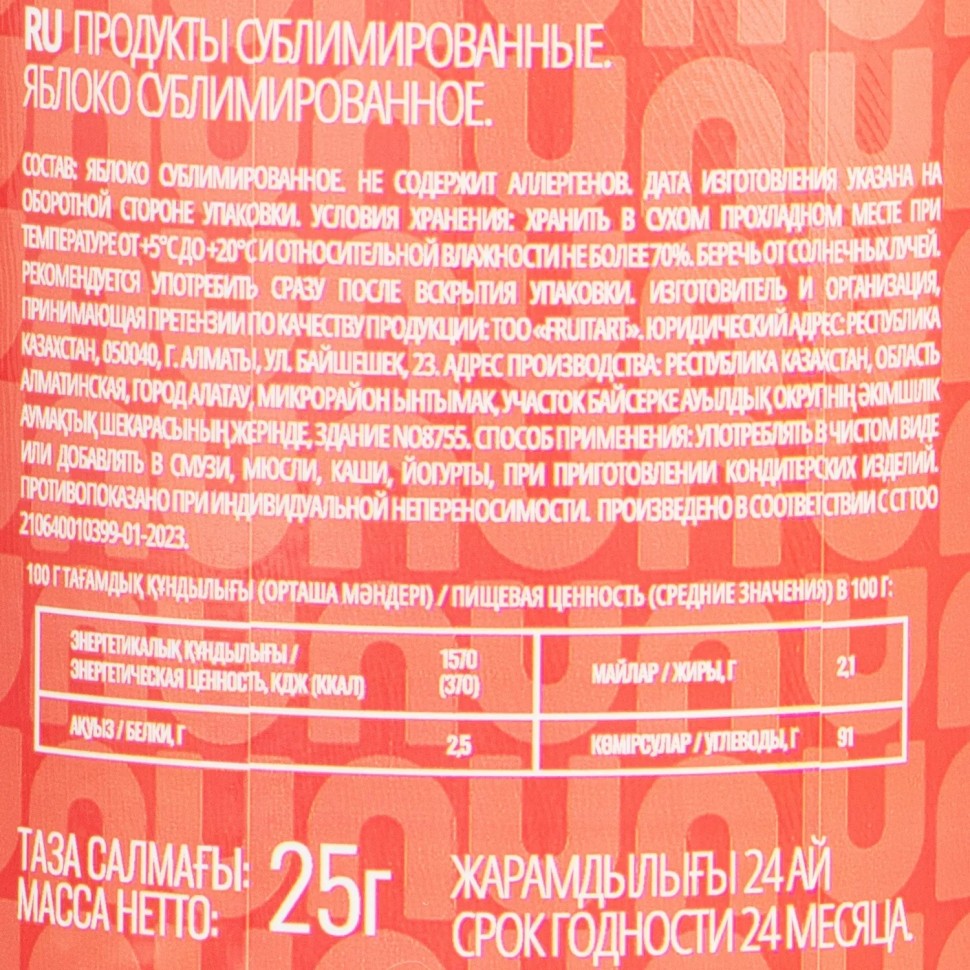 RU ПРОДУКТЫ СУБЛИМИРОВАННЫЕ.
ЯБЛОКО СУБЛИМИРОВАННОЕ.
СОСТАВ: ЯБЛОКО СУБЛИМИРОВАННОЕ. НЕ СОДЕРЖИТ АЛЛЕРГЕНОВ. ДАТА ИЗГОТОВЛЕНИЯ УКАЗАНА НА
ОБОРОТНОЙ СТОРОНЕ УПАКОВКИ. УСЛОВИЯ ХРАНЕНИЯ: ХРАНИТЬ В СУХОМ ПРОХЛАДНОМ МЕСТЕ ПРИ
ТЕМПЕРАТУРЕ ОТ +5°С ДО +20°С И ОТНОСИТЕЛЬНОЙ ВЛАЖНОСТИ НЕ БОЛЕЕ 70%. БЕРЕЧЬ ОТ СОЛНЕЧНЫХ ЛУЧЕЙ.
РЕКОМЕНДУЕТСЯ УПОТРЕБИТЬ СРАЗУ ПОСЛЕ ВСКРЫТИЯ УПАКОВКИ. ИЗГОТОВИТЕЛЬ И ОРГАНИЗАЦИЯ,
ПРИНИМАЮЩАЯ ПРЕТЕНЗИИ ПО КАЧЕСТВУ ПРОДУКЦИИ: ТОО «FRUITART». ЮРИДИЧЕСКИЙ АДРЕС: РЕСПУБЛИКА
КАЗАХСТАН, 050040, Г. АЛМАТЫ, УЛ. БАЙШЕШЕК, 23. АДРЕС ПРОИЗВОДСТВА: РЕСПУБЛИКА КАЗАХСТАН, ОБЛАСТЬ
АЛМАТИНСКАЯ, ГОРОД АЛАТАУ, МИКРОРАЙОН ЫНТЫМАҚ, УЧАСТОК БАЙСЕРКЕ АУЫЛДЫҚ ОКРУГІНІҢ ӘКІМШІЛІК
АУМАҚТЫҚ ШЕКАРАСЫНЫҢ ЖЕРІНДЕ, ЗДАНИЕ NO8755. СПОСОБ ПРИМЕНЕНИЯ: УПОТРЕБЛЯТЬ В ЧИСТОМ ВИДЕ
ИЛИ ДОБАВЛЯТЬ В СМУЗИ, МЮСЛИ, КАШИ, ЙОГУРТЫ, ПРИ ПРИГОТОВЛЕНИИ КОНДИТЕРСКИХ ИЗДЕЛИЙ.
ПРОТИВОПОКАЗАНО ПРИ ИНДИВИДУАЛЬНОЙ НЕПЕРЕНОСИМОСТИ. ПРОИЗВЕДЕНО В СООТВЕТСТВИИ С СТ ТОО
210640010399-01-2023.
100 Г ТАҒАМДЫҚ ҚҰНДЫЛЫҒЫ (ОРТАША МӘНДЕРІ) / ПИЩЕВАЯ ЦЕННОСТЬ (СРЕДНИЕ ЗНАЧЕНИЯ) В 100 Г:
ЭНЕРГЕТИКАЛЫҚ ҚҰНДЫЛЫҒЫ /
ЭНЕРГЕТИЧЕСКАЯ ЦЕННОСТЬ, КДЖ (ККАЛ)
1570
(370)
МАЙЛАР / ЖИРЫ, Г 2,1
АҚУЫЗ / БЕЛКИ, Г 2,5
КӨМІРСУЛАР / УГЛЕВОДЫ, Г 91
ТАЗА САЛМАҒЫ:
МАССА НЕТТО:
25г
ЖАРАМДЫЛЫҒЫ 24 АЙ
СРОК ГОДНОСТИ 24 МЕСЯЦА.